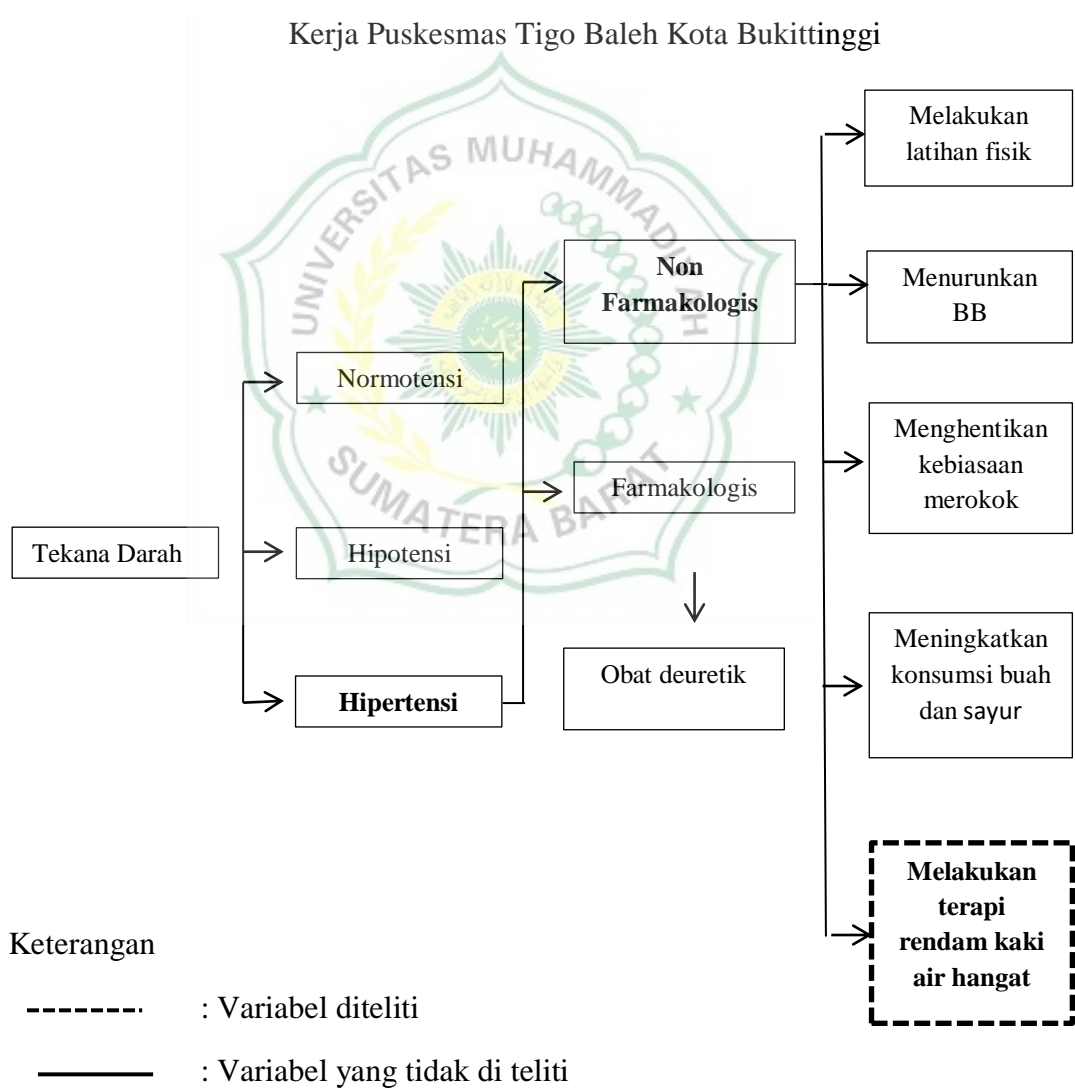 Kerja Puskesmas Tigo Baleh Kota Bukittinggi
UNIVERSITAS MUHAMMADIYAH
SUMATERA BARAT
Tekana Darah
Normotensi
Hipotensi
Hipertensi
Non
Farmakologis
Farmakologis
Obat deuretik
Melakukan
latihan fisik
Menurunkan
BB
Menghentikan
kebiasaan
merokok
Meningkatkan
konsumsi buah
dan sayur
Melakukan
terapi
rendam kaki
air hangat
Keterangan
: Variabel diteliti
: Variabel yang tidak di teliti